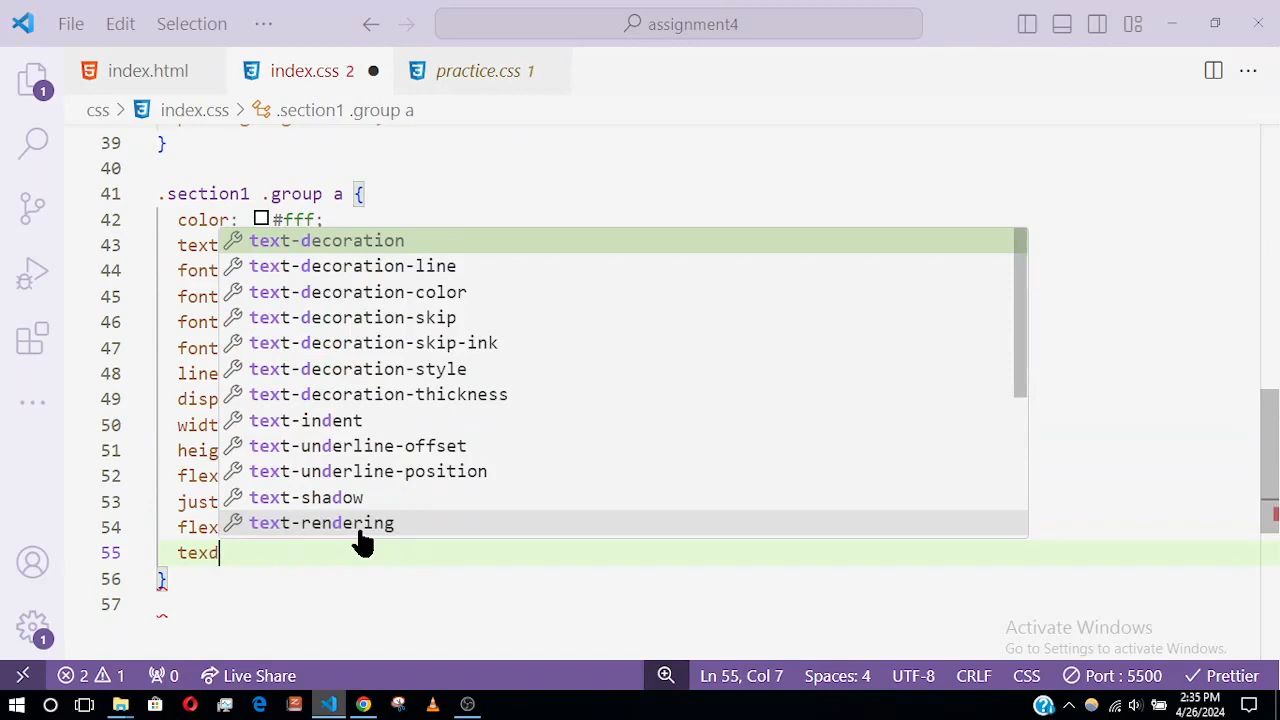 File Edit Selection ··· assignment4
index.html index.css 2 practice.css 1
css > index.css > .section1 .group a
39 }
40
41 .section1 .group a {
42 color: #fff;
43 text
44 font
45 font
46 font
47 font
48 line
49 disp
50 widt
51 heig
52 flex
53 just
54 flex
55 texd
56 }
57
text-decoration
text-decoration-line
text-decoration-color
text-decoration-skip
text-decoration-skip-ink
text-decoration-style
text-decoration-thickness
text-indent
text-underline-offset
text-underline-position
text-shadow
text-rendering
1
1
Activate Windows
Go to Settings to activate Windows.
2 1 0 Live Share Ln 55, Col 7 Spaces: 4 UTF-8 CRLF CSS Port : 5500 Prettier
2:35 PM
4/26/2024